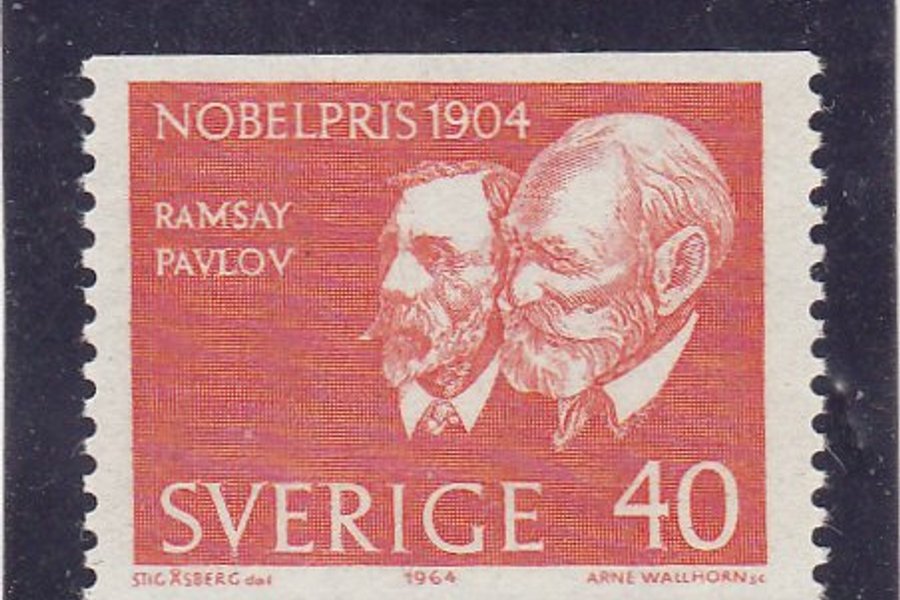 NOBELPRIS 1904
RAMSAY
PAVLOV
SVERIGE 40
STIG ÅSBERG del 1964 ARNE WALLHORN sc